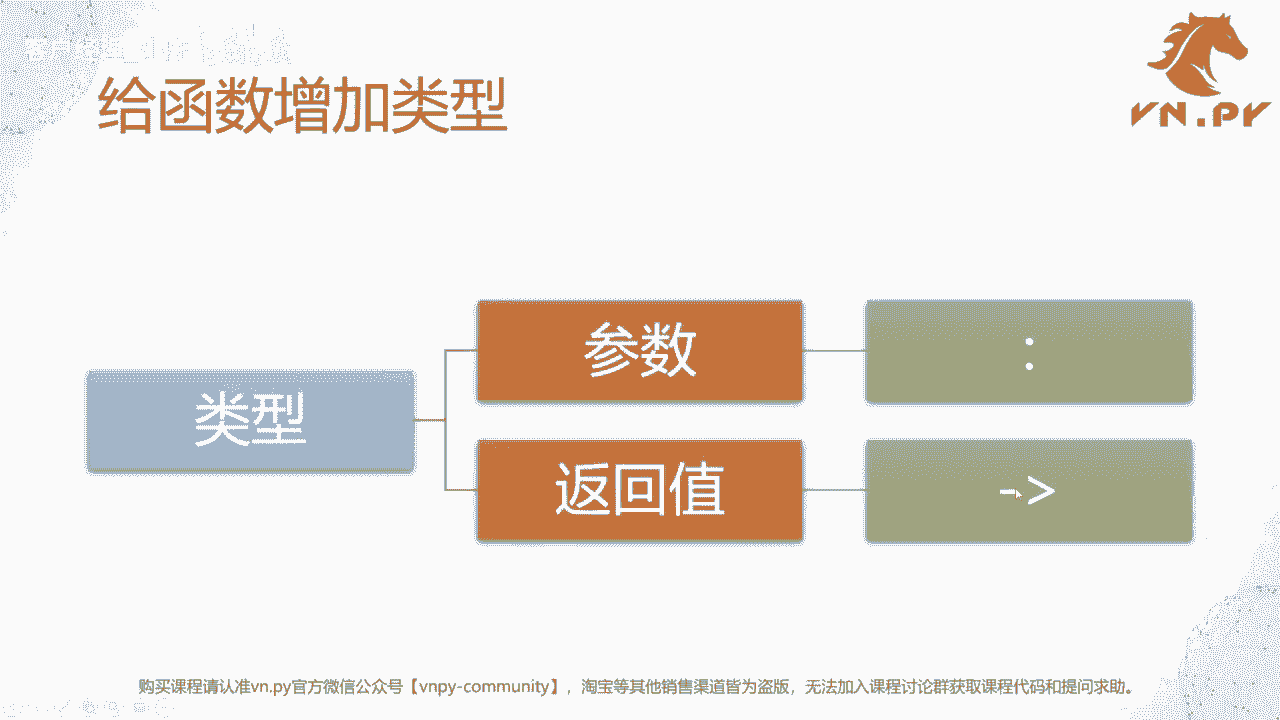 给函数增加类型
VN.PY
类型
参数
:
返回值
->
购买课程请认准vn.py官方微信公众号【vnpy-community】，淘宝等其他销售渠道皆为盗版，无法加入课程讨论群获取课程代码和提问求助。